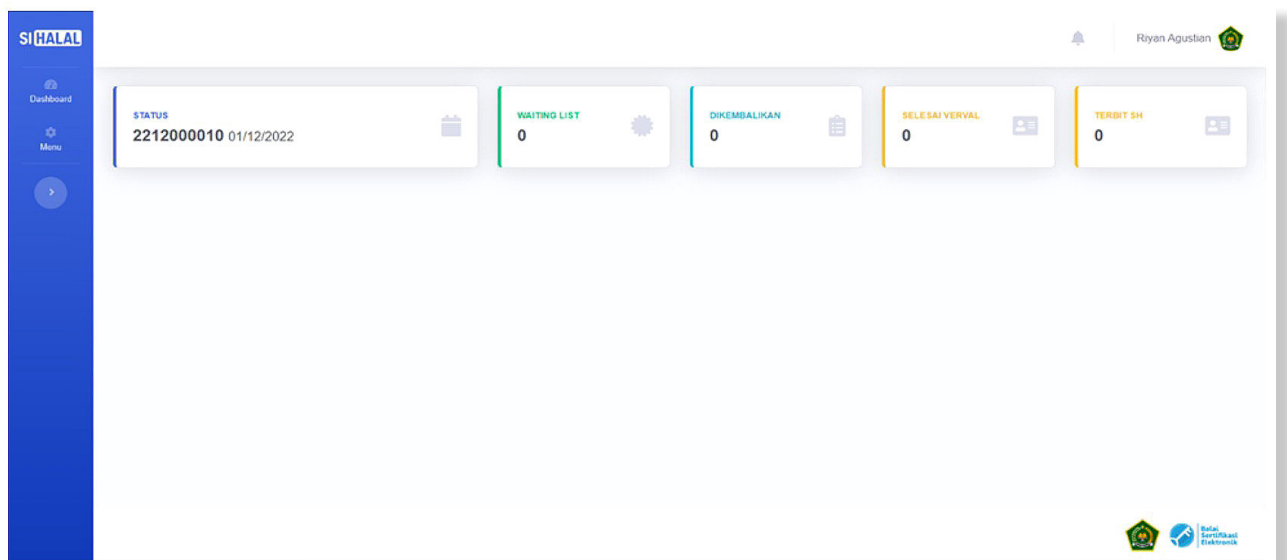 SIHALAL
Riyan Agustian
Dashboard
Menu
STATUS
2212000010 01/12/2022
WAITING LIST
0
DIKEMBALIKAN
0
SELESAI VERVAL
0
TERBIT SH
0
Balai
Sertifikasi
Elektronik